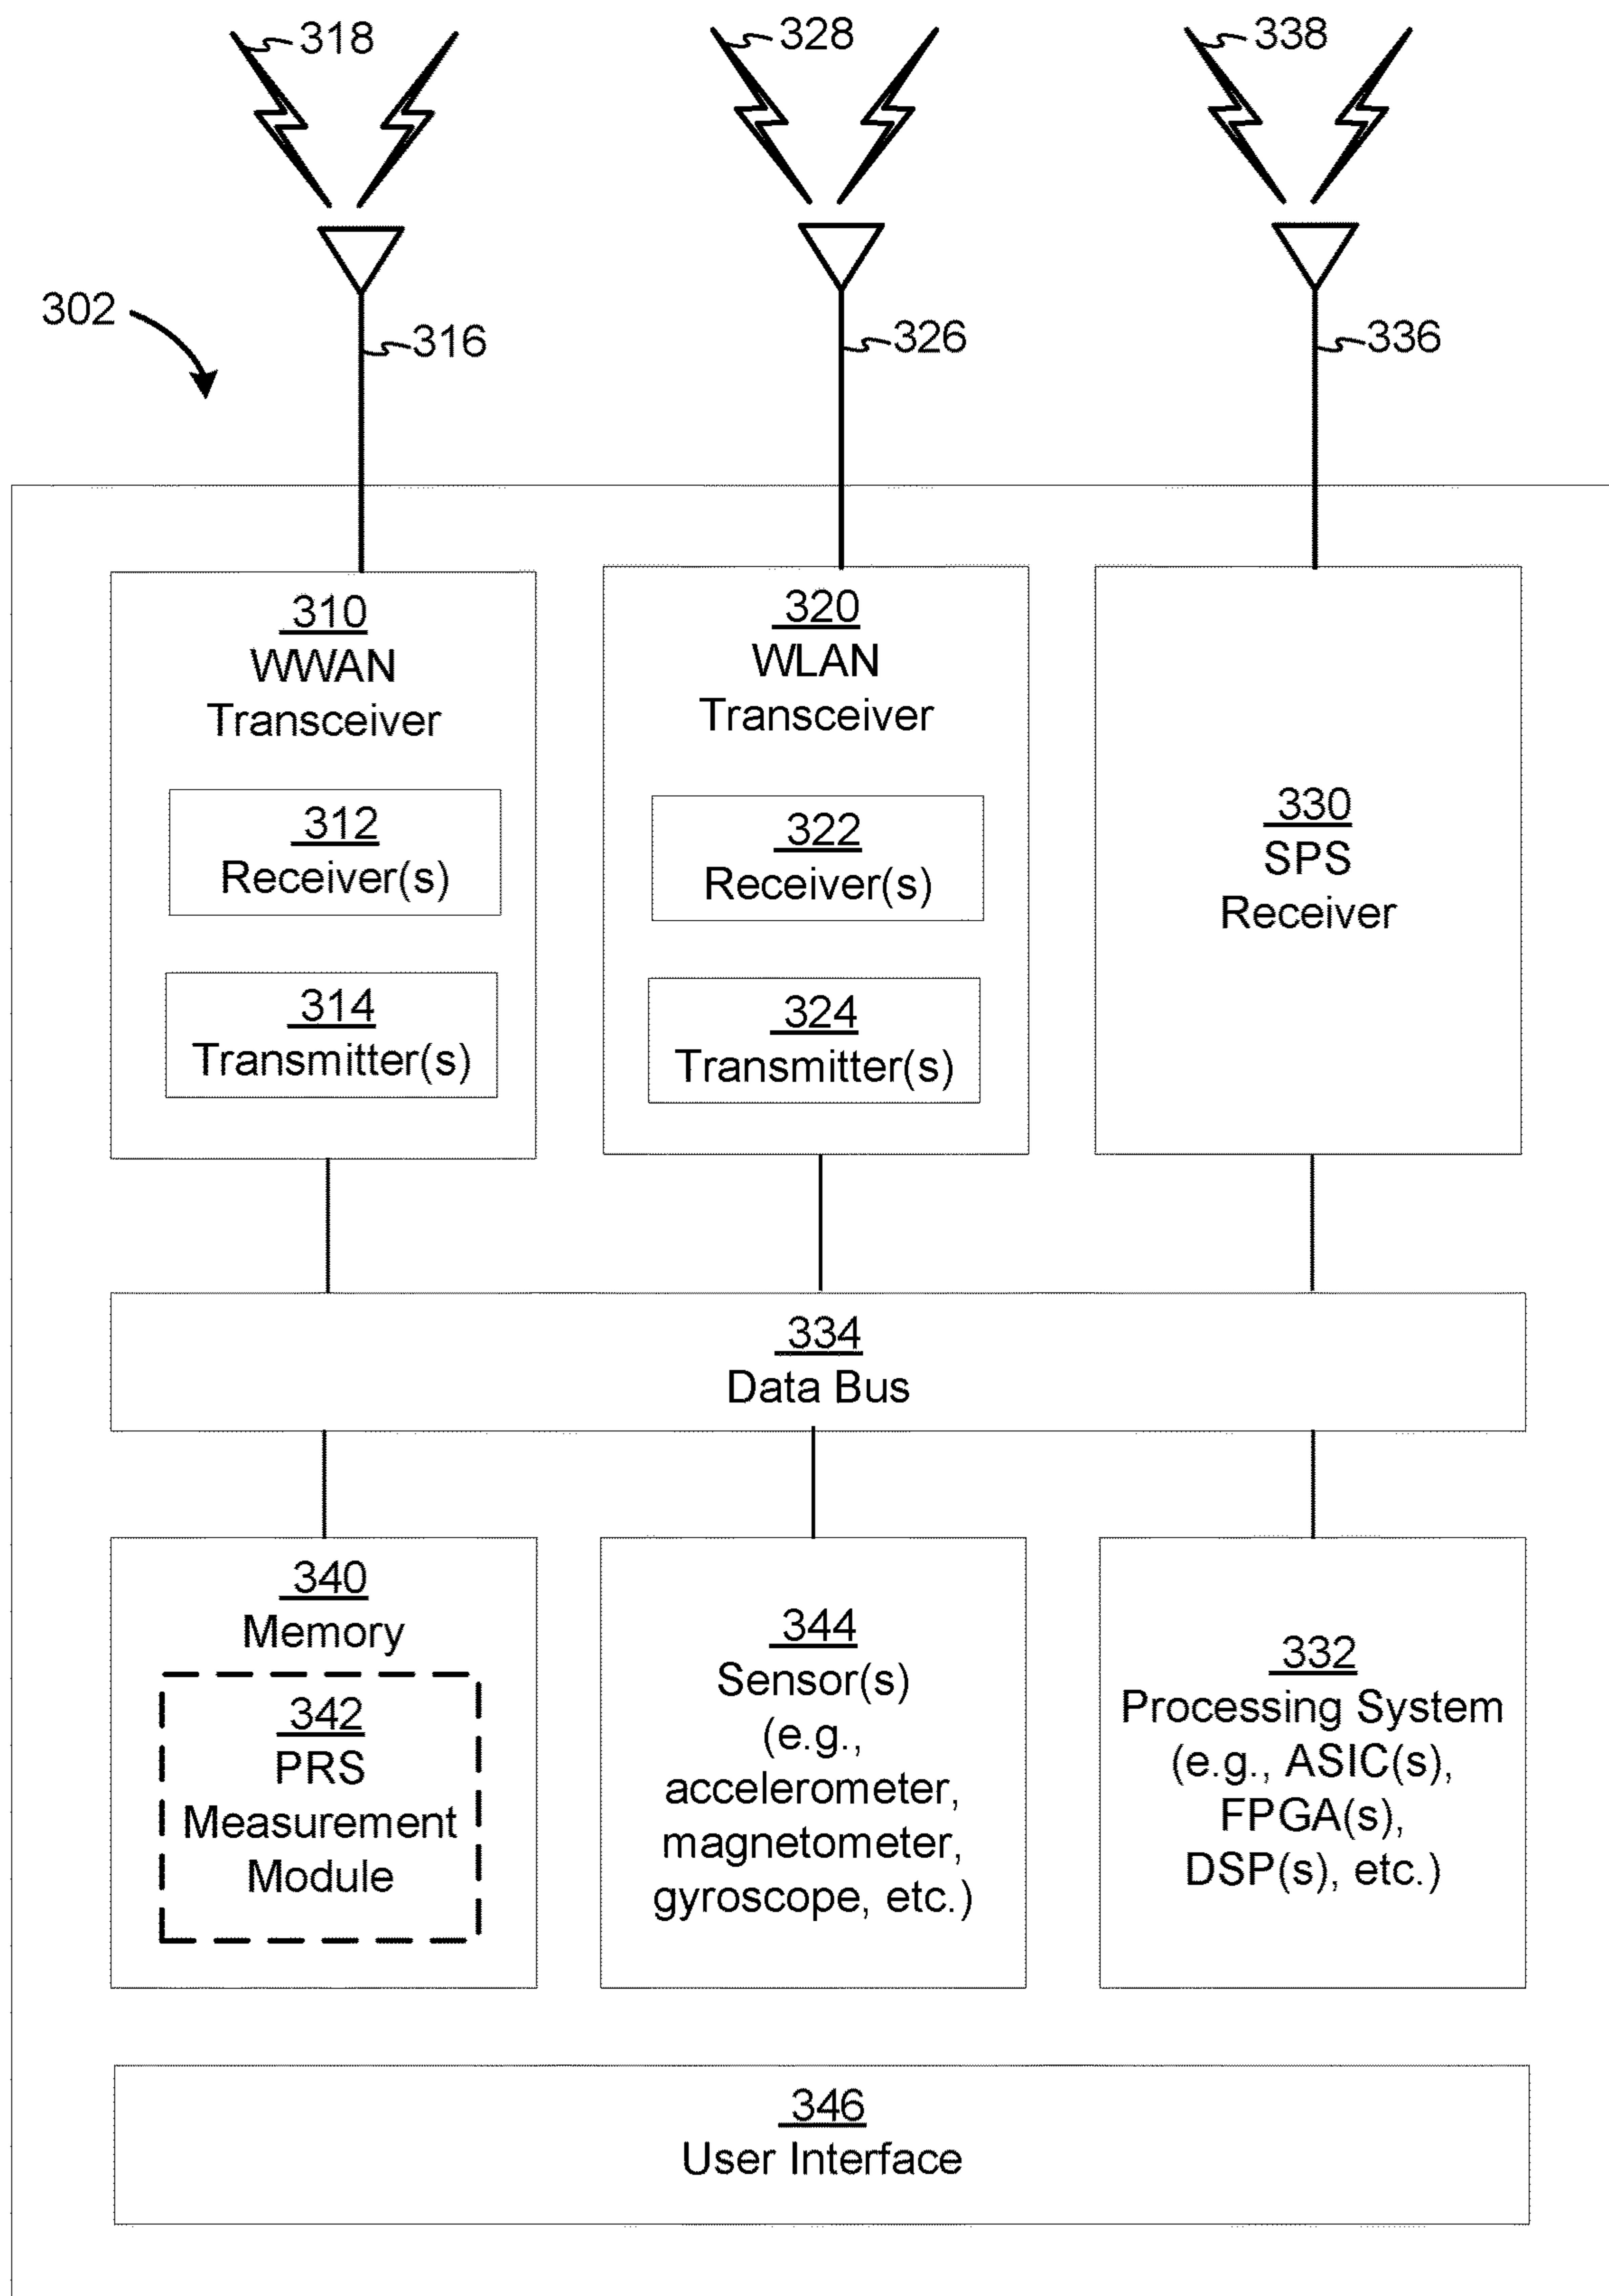 318
328
338
302
316
326
336
310
WWAN
Transceiver
312
Receiver(s)
314
Transmitter(s)
320
WLAN
Transceiver
322
Receiver(s)
324
Transmitter(s)
330
SPS
Receiver
334
Data Bus
340
Memory
342
PRS
Measurement
Module
344
Sensor(s)
(e.g.,
accelerometer,
magnetometer,
gyroscope, etc.)
332
Processing System
(e.g., ASIC(s),
FPGA(s),
DSP(s), etc.)
346
User Interface